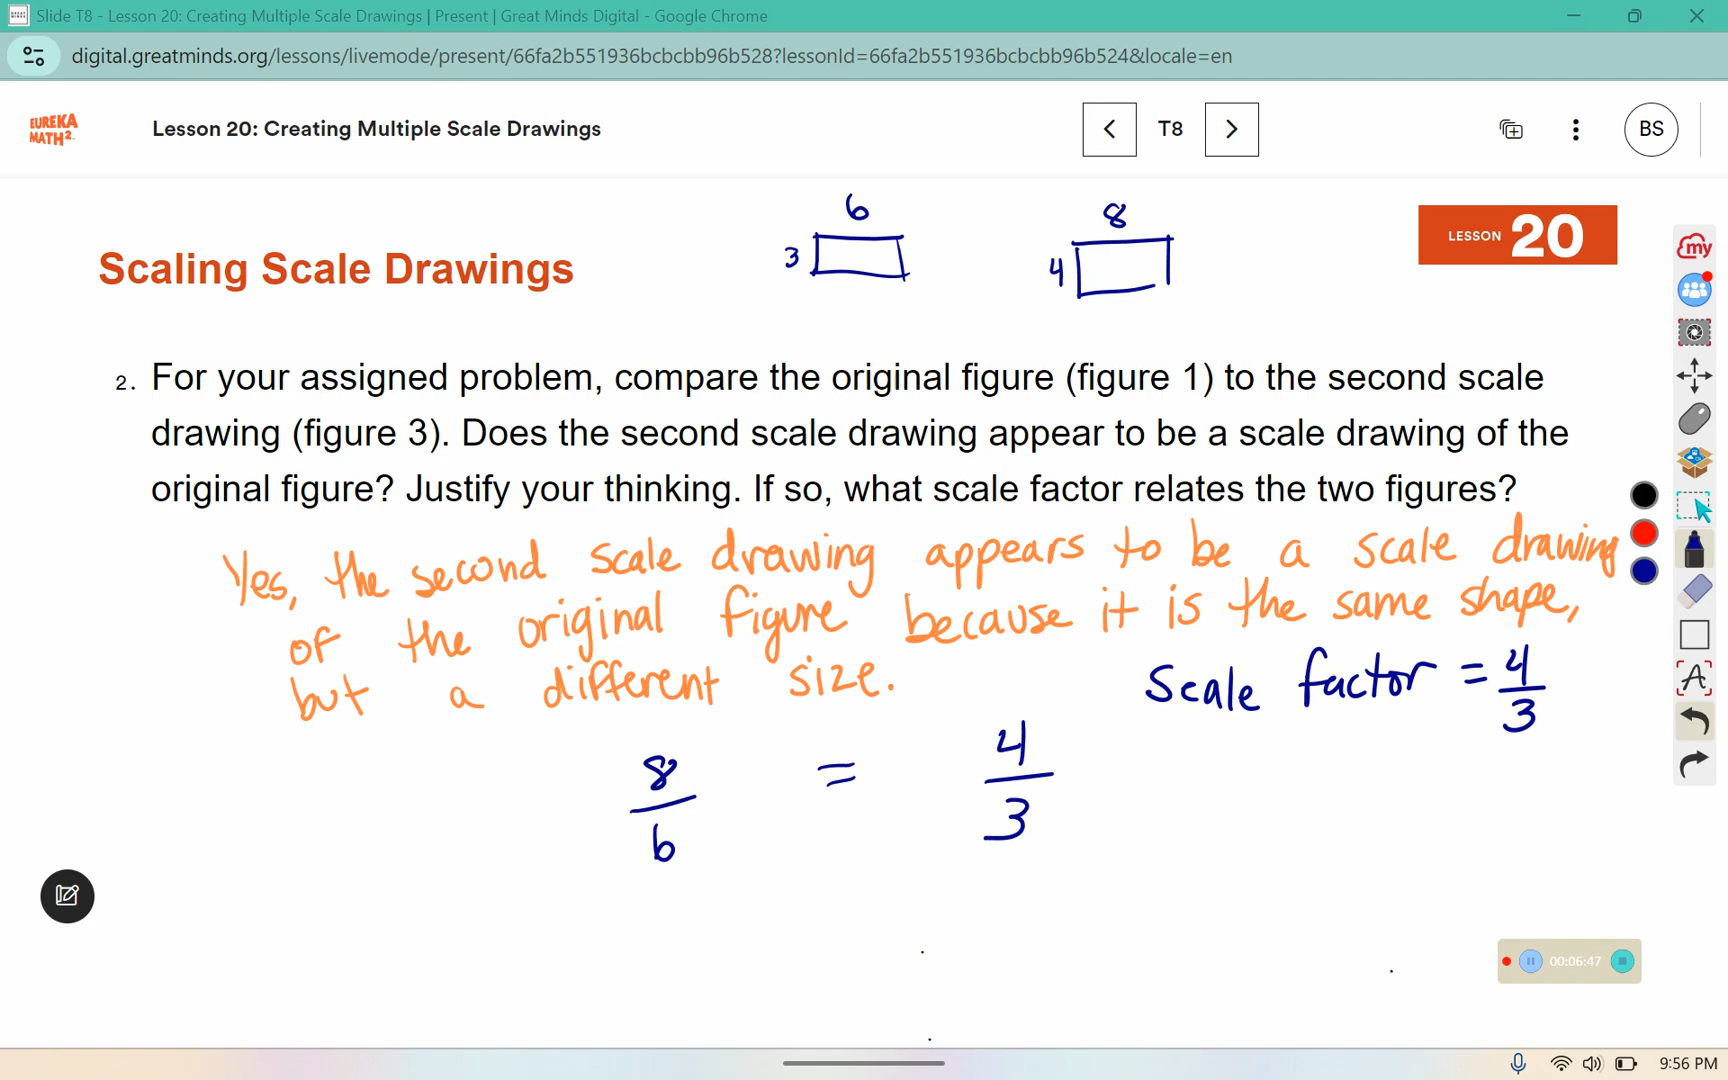 Slide T8 - Lesson 20: Creating Multiple Scale Drawings | Present | Great Minds Digital - Google Chrome
digital.greatminds.org/lessons/livemode/present/66fa2b551936bcbcbb96b528?lessonId=66fa2b551936bcbcbb96b524&locale=en
EUREKA
MATH2
Lesson 20: Creating Multiple Scale Drawings
T8
BS
6
3
8
4
LESSON 20
Scaling Scale Drawings
2. For your assigned problem, compare the original figure (figure 1) to the second scale
drawing (figure 3). Does the second scale drawing appear to be a scale drawing of the
original figure? Justify your thinking. If so, what scale factor relates the two figures?
Yes, the second scale drawing appears to be a scale drawing
of the original figure because it is the same shape,
but a different size.
Scale factor = 4/3
8/6 = 4/3
my
A
00:06:47
9:56 PM